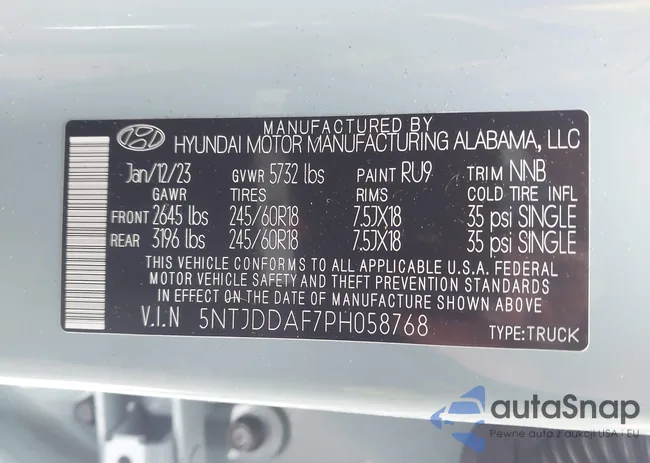 MANUFACTURED BY
HYUNDAI MOTOR MANUFACTURING ALABAMA, LLC
Jan/12/23 GVWR 5732 lbs PAINT RU9 TRIM NNB
GAWR TIRES RIMS COLD TIRE INFL
FRONT 2645 lbs 245/60R18 7.5JX18 35 psi SINGLE
REAR 3196 lbs 245/60R18 7.5JX18 35 psi SINGLE
THIS VEHICLE CONFORMS TO ALL APPLICABLE U.S.A. FEDERAL
MOTOR VEHICLE SAFETY AND THEFT PREVENTION STANDARDS
IN EFFECT ON THE DATE OF MANUFACTURE SHOWN ABOVE
V.I.N 5NTJDDAF7PH058768 TYPE:TRUCK
autaSnap
Pewne auta z aukcji USA i EU